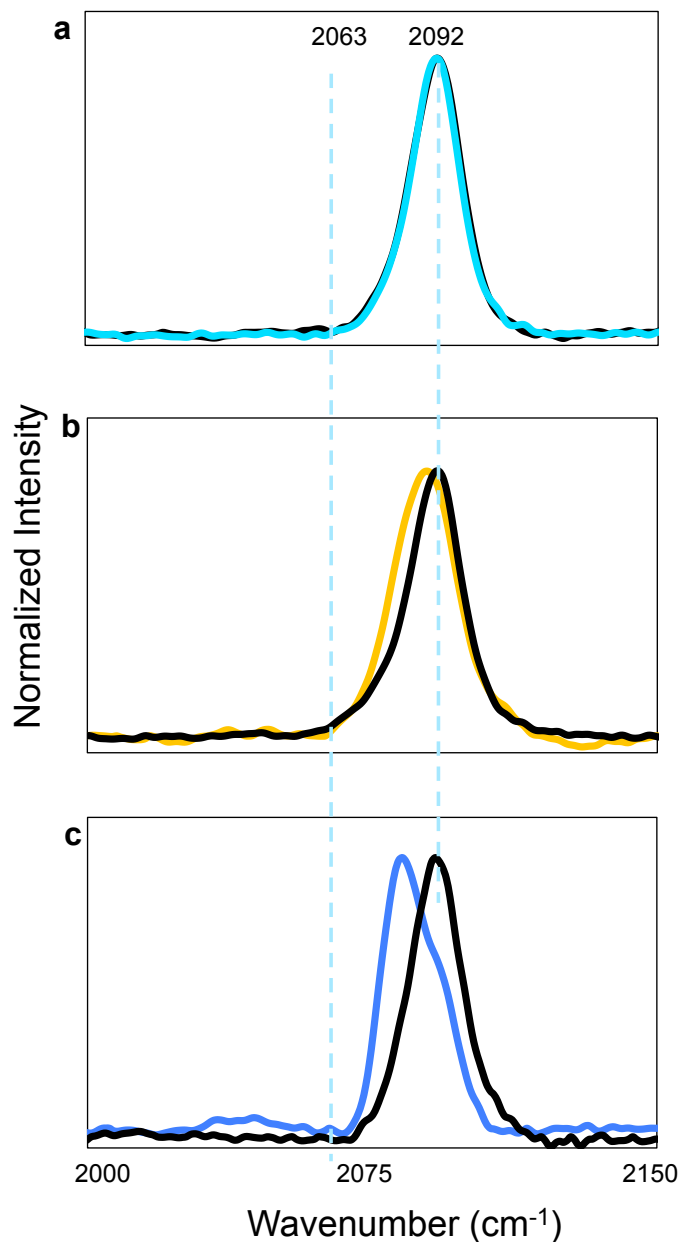 a
2063 2092
b
Normalized Intensity
c
2000 2075 2150
Wavenumber (cm-1)